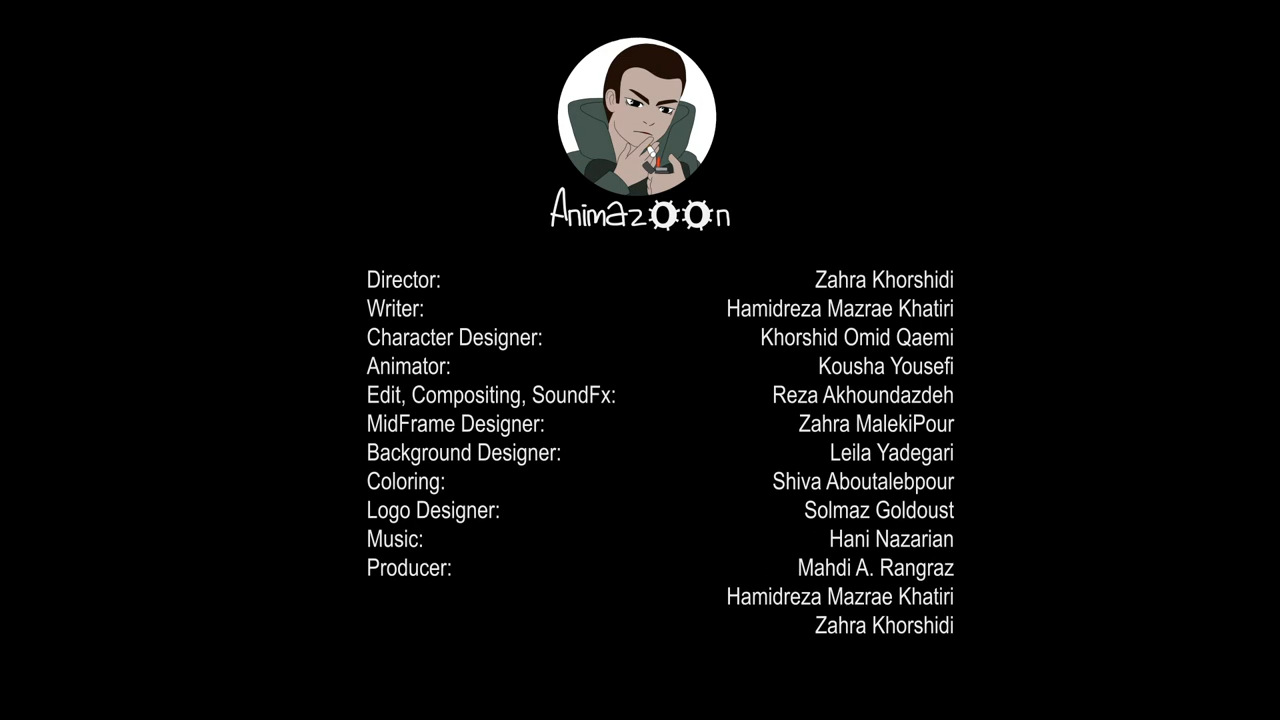 Animazoon
Director: Zahra Khorshidi
Writer: Hamidreza Mazrae Khatiri
Character Designer: Khorshid Omid Qaemi
Animator: Kousha Yousefi
Edit, Compositing, SoundFx: Reza Akhoundazdeh
MidFrame Designer: Zahra MalekiPour
Background Designer: Leila Yadegari
Coloring: Shiva Aboutalebpour
Logo Designer: Solmaz Goldoust
Music: Hani Nazarian
Producer: Mahdi A. Rangraz
Hamidreza Mazrae Khatiri
Zahra Khorshidi